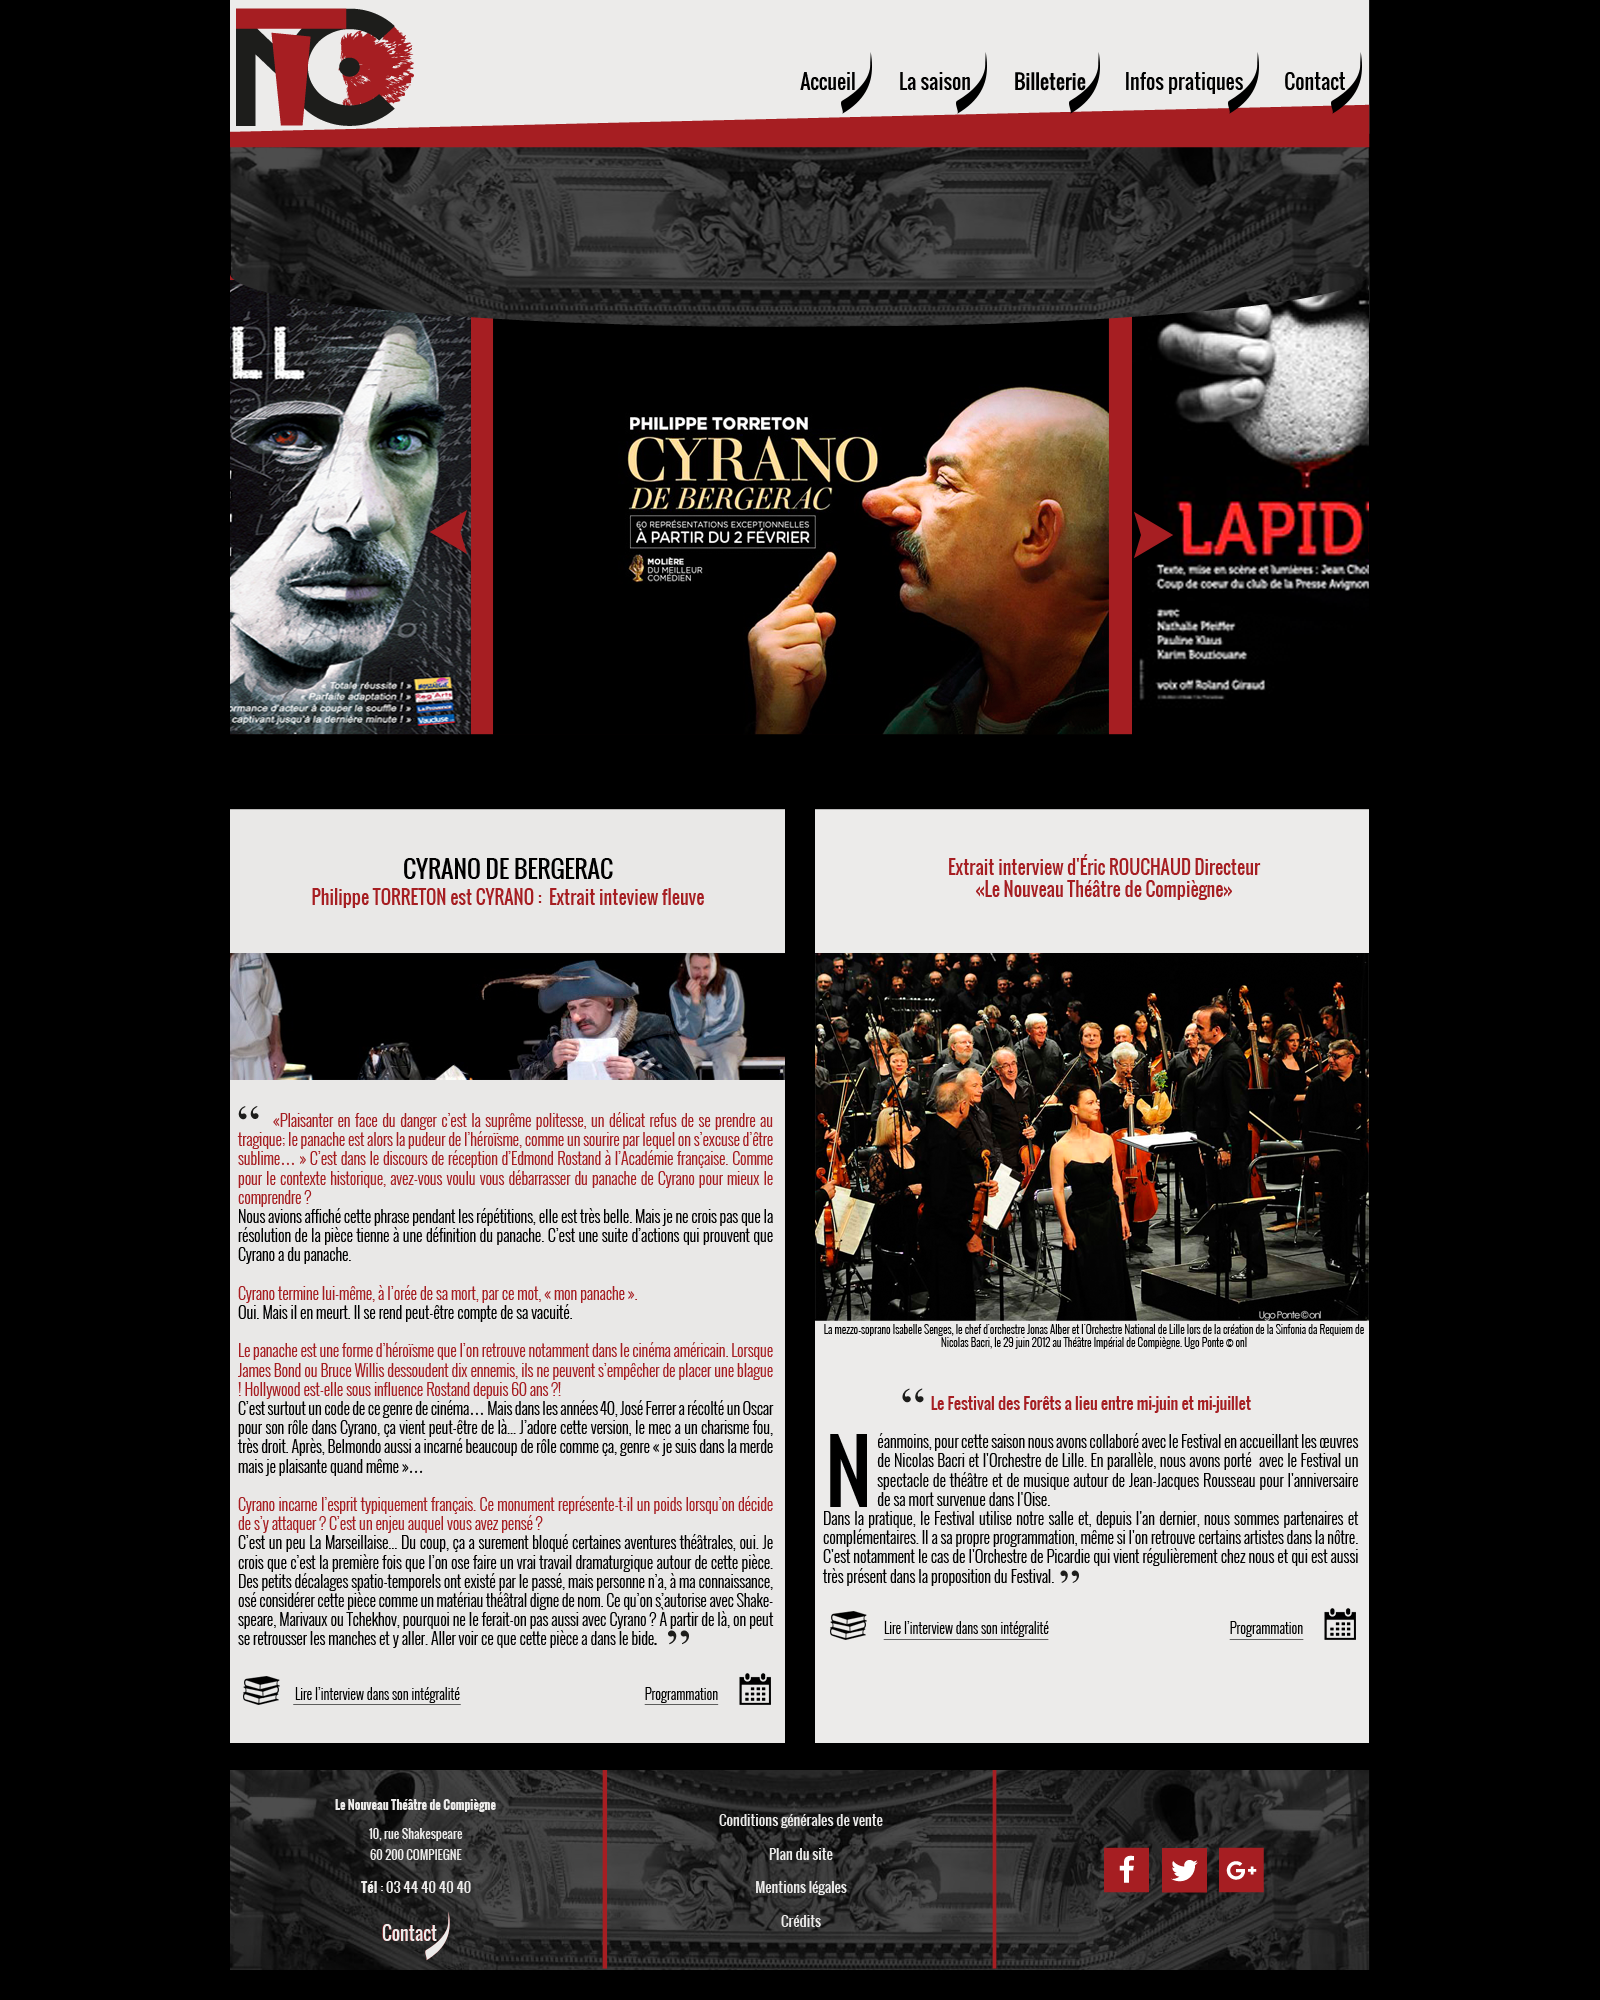 NTC
Accueil
La saison
Billeterie
Infos pratiques
Contact
LL
« Totale réussite ! »
« Parfaite adaptation ! »
ormance d'acteur à couper le souffle ! »
captivant jusqu'à la dernière minute ! »
Reg'Arts
La Provence
Vaucluse
PHILIPPE TORRETON
CYRANO
DE BERGERAC
60 REPRÉSENTATIONS EXCEPTIONNELLES
À PARTIR DU 2 FÉVRIER
MOLIÈRE
DU MEILLEUR
COMÉDIEN
LAPID
Texte, mise en scène et lumières : Jean Chol
Coup de coeur du club de la Presse Avignon
avec
Nathalie Pfeiffer
Pauline Klaus
Karim Bouziouane
voix off Roland Giraud
CYRANO DE BERGERAC
Philippe TORRETON est CYRANO : Extrait inteview fleuve
“ «Plaisanter en face du danger c'est la suprême politesse, un délicat refus de se prendre au
tragique; le panache est alors la pudeur de l'héroïsme, comme un sourire par lequel on s'excuse d'être
sublime… » C'est dans le discours de réception d'Edmond Rostand à l'Académie française. Comme
pour le contexte historique, avez-vous voulu vous débarrasser du panache de Cyrano pour mieux le
comprendre ?
Nous avions affiché cette phrase pendant les répétitions, elle est très belle. Mais je ne crois pas que la
résolution de la pièce tienne à une définition du panache. C'est une suite d'actions qui prouvent que
Cyrano a du panache.
Cyrano termine lui-même, à l'orée de sa mort, par ce mot, « mon panache ».
Oui. Mais il en meurt. Il se rend peut-être compte de sa vacuité.
Le panache est une forme d'héroïsme que l'on retrouve notamment dans le cinéma américain. Lorsque
James Bond ou Bruce Willis dessoudent dix ennemis, ils ne peuvent s'empêcher de placer une blague
! Hollywood est-elle sous influence Rostand depuis 60 ans ?!
C'est surtout un code de ce genre de cinéma… Mais dans les années 40, José Ferrer a récolté un Oscar
pour son rôle dans Cyrano, ça vient peut-être de là... J'adore cette version, le mec a un charisme fou,
très droit. Après, Belmondo aussi a incarné beaucoup de rôle comme ça, genre « je suis dans la merde
mais je plaisante quand même »…
Cyrano incarne l'esprit typiquement français. Ce monument représente-t-il un poids lorsqu'on décide
de s'y attaquer ? C'est un enjeu auquel vous avez pensé ?
C'est un peu La Marseillaise... Du coup, ça a surement bloqué certaines aventures théâtrales, oui. Je
crois que c'est la première fois que l'on ose faire un vrai travail dramaturgique autour de cette pièce.
Des petits décalages spatio-temporels ont existé par le passé, mais personne n'a, à ma connaissance,
osé considérer cette pièce comme un matériau théâtral digne de nom. Ce qu'on s'autorise avec Shake-
speare, Marivaux ou Tchekhov, pourquoi ne le ferait-on pas aussi avec Cyrano ? A partir de là, on peut
se retrousser les manches et y aller. Aller voir ce que cette pièce a dans le bide. ”
Lire l'interview dans son intégralité
Programmation
Extrait interview d'Éric ROUCHAUD Directeur
«Le Nouveau Théâtre de Compiègne»
Ugo Ponte©onl
La mezzo-soprano Isabelle Senges, le chef d'orchestre Jonas Alber et l'Orchestre National de Lille lors de la création de la Sinfonia da Requiem de
Nicolas Bacri, le 29 juin 2012 au Théâtre Impérial de Compiègne. Ugo Ponte © onl
“ Le Festival des Forêts a lieu entre mi-juin et mi-juillet
Néanmoins, pour cette saison nous avons collaboré avec le Festival en accueillant les œuvres
de Nicolas Bacri et l'Orchestre de Lille. En parallèle, nous avons porté avec le Festival un
spectacle de théâtre et de musique autour de Jean-Jacques Rousseau pour l'anniversaire
de sa mort survenue dans l'Oise.
Dans la pratique, le Festival utilise notre salle et, depuis l'an dernier, nous sommes partenaires et
complémentaires. Il a sa propre programmation, même si l'on retrouve certains artistes dans la nôtre.
C'est notamment le cas de l'Orchestre de Picardie qui vient régulièrement chez nous et qui est aussi
très présent dans la proposition du Festival. ”
Lire l'interview dans son intégralité
Programmation
Le Nouveau Théâtre de Compiègne
10, rue Shakespeare
60 200 COMPIEGNE
Tél : 03 44 40 40 40
Contact
Conditions générales de vente
Plan du site
Mentions légales
Crédits
f
G+